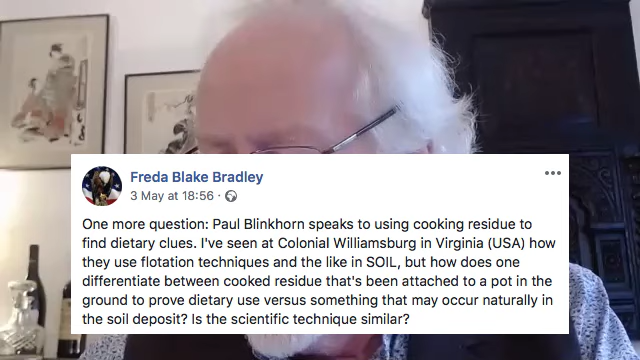 Freda Blake Bradley
3 May at 18:56 ·
One more question: Paul Blinkhorn speaks to using cooking residue to
find dietary clues. I've seen at Colonial Williamsburg in Virginia (USA) how
they use flotation techniques and the like in SOIL, but how does one
differentiate between cooked residue that's been attached to a pot in the
ground to prove dietary use versus something that may occur naturally in
the soil deposit? Is the scientific technique similar?